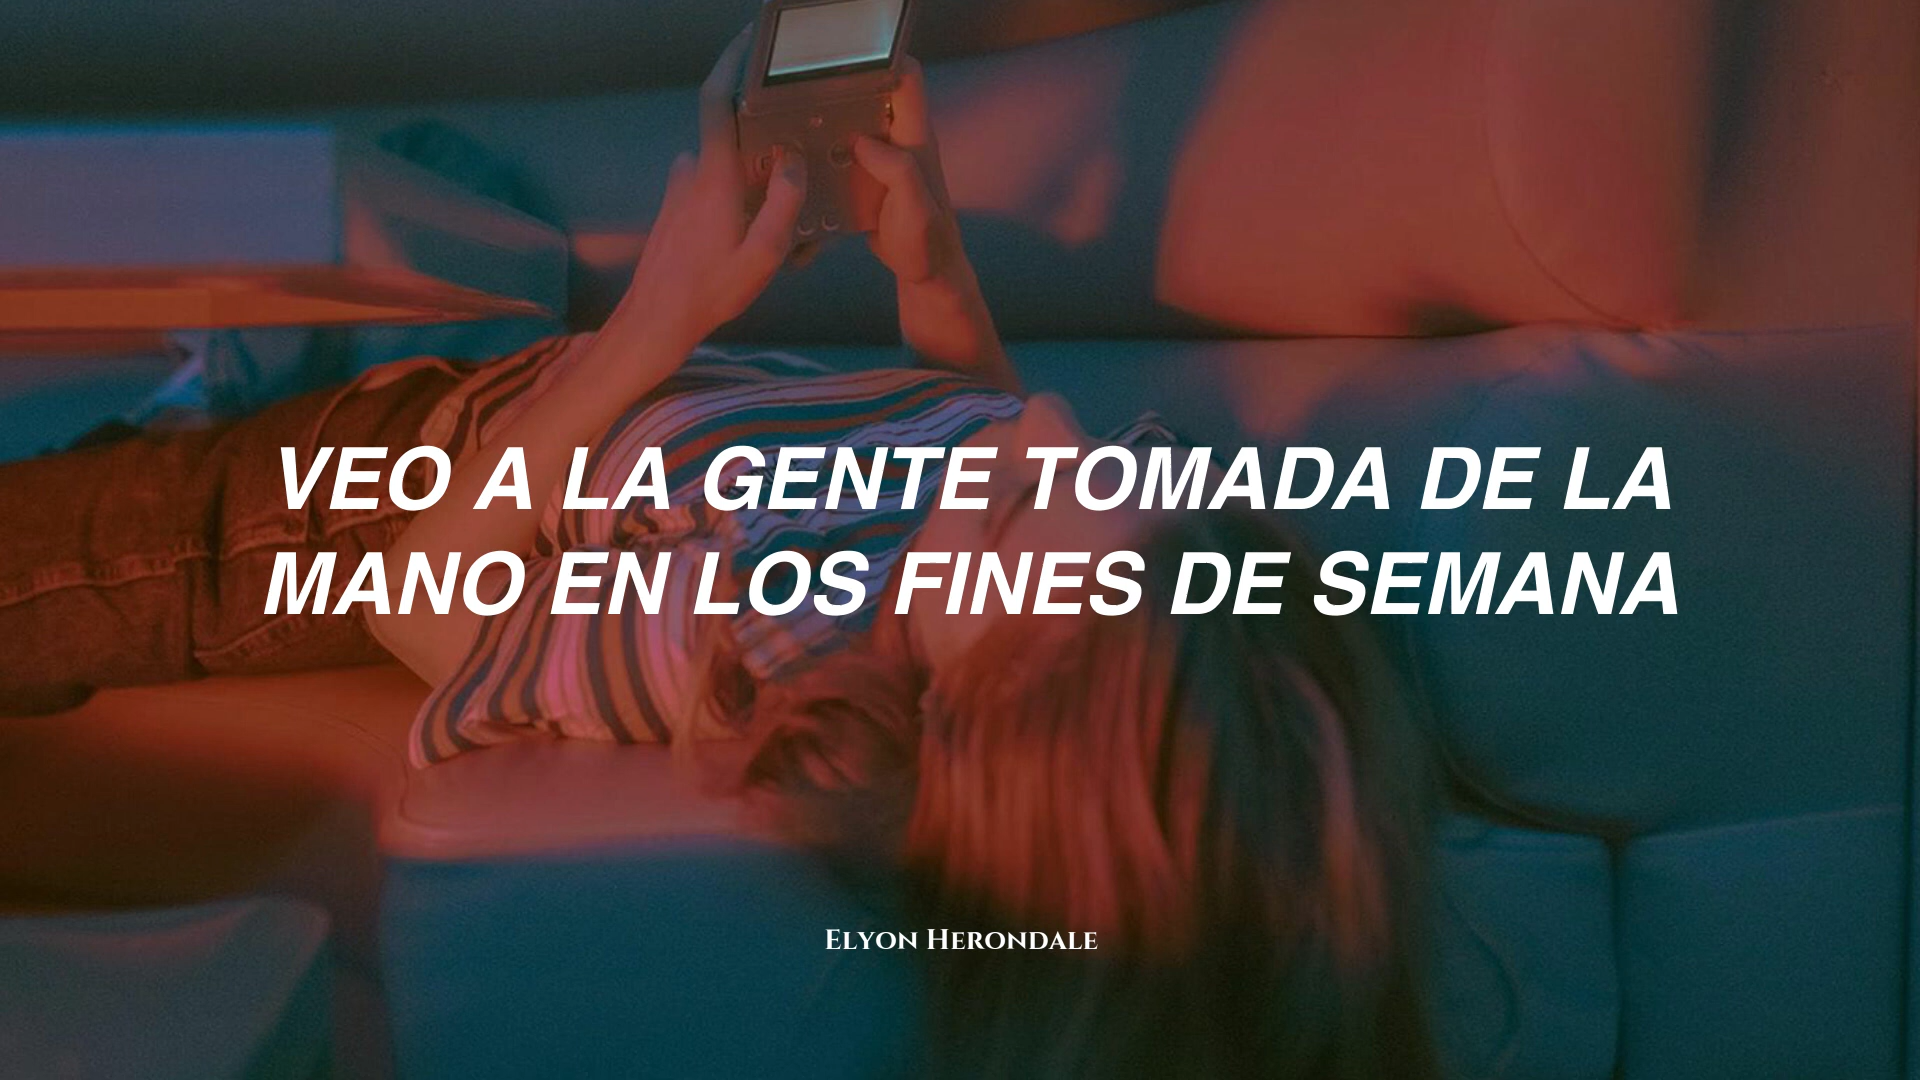 VEO A LA GENTE TOMADA DE LA
MANO EN LOS FINES DE SEMANA
Elyon Herondale